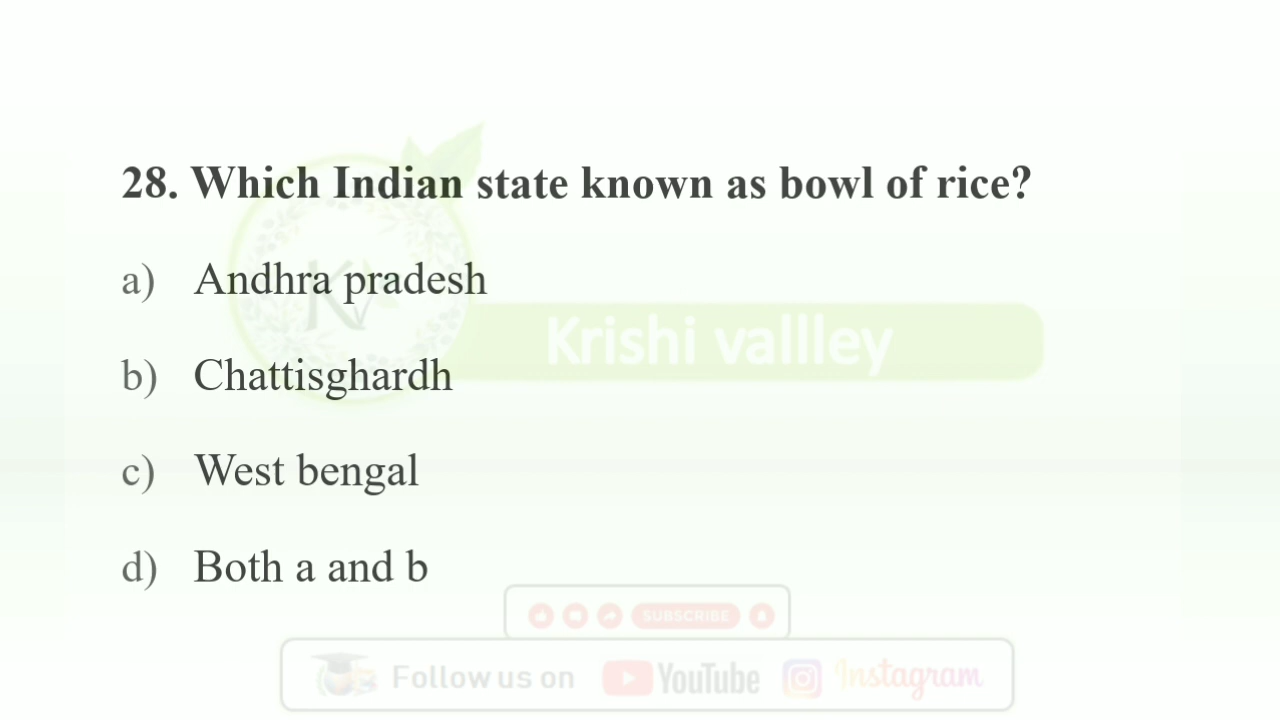 28. Which Indian state known as bowl of rice?
a) Andhra pradesh
Krishi vallley
b) Chattisghardh
c) West bengal
d) Both a and b
SUBSCRIBE
Follow us on YouTube Instagram